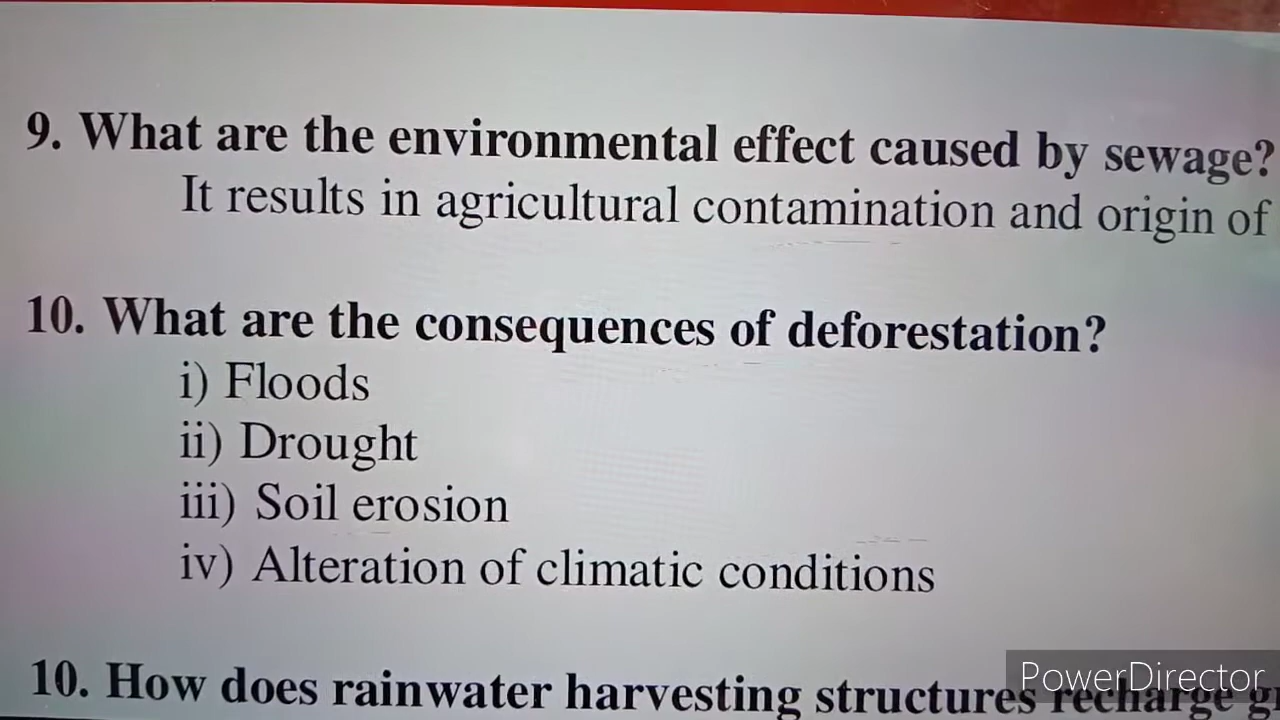 9. What are the environmental effect caused by sewage?
It results in agricultural contamination and origin of
10. What are the consequences of deforestation?
i) Floods
ii) Drought
iii) Soil erosion
iv) Alteration of climatic conditions
PowerDirector
10. How does rainwater harvesting structures recharge